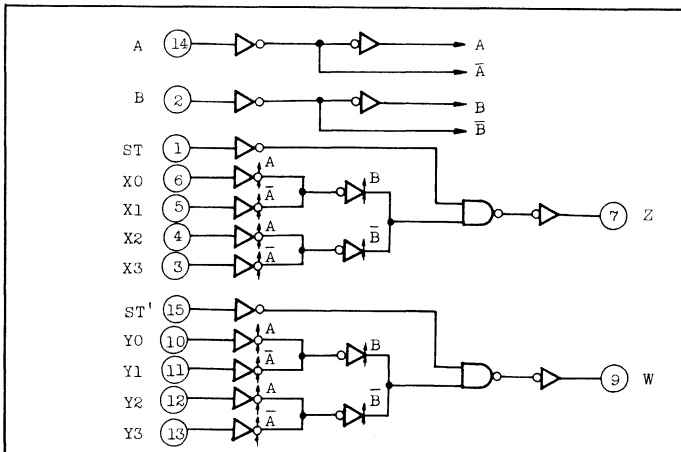 A 14 A
A̅
B 2 B
B̅
ST 1
X0 6 A
X1 5 A̅ B
X2 4 A 7 Z
X3 3 A̅ B̅
ST' 15
Y0 10 A
Y1 11 A̅ B
Y2 12 A 9 W
Y3 13 A̅ B̅